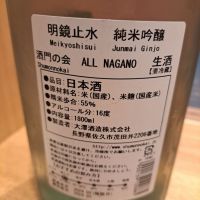 明鏡止水 純米吟醸
Meikyoshisui Junmai Ginjo
酒門の会 ALL NAGANO 生酒
Shumonnokai 【要冷蔵】
●品目：日本酒
●原材料名：米(国産)、米麹(国産米)
●精米歩合：55%
●アルコール分：16度
●内容量：1800ml
●製造者：大澤酒造株式会社
長野県佐久市茂田井2206番地